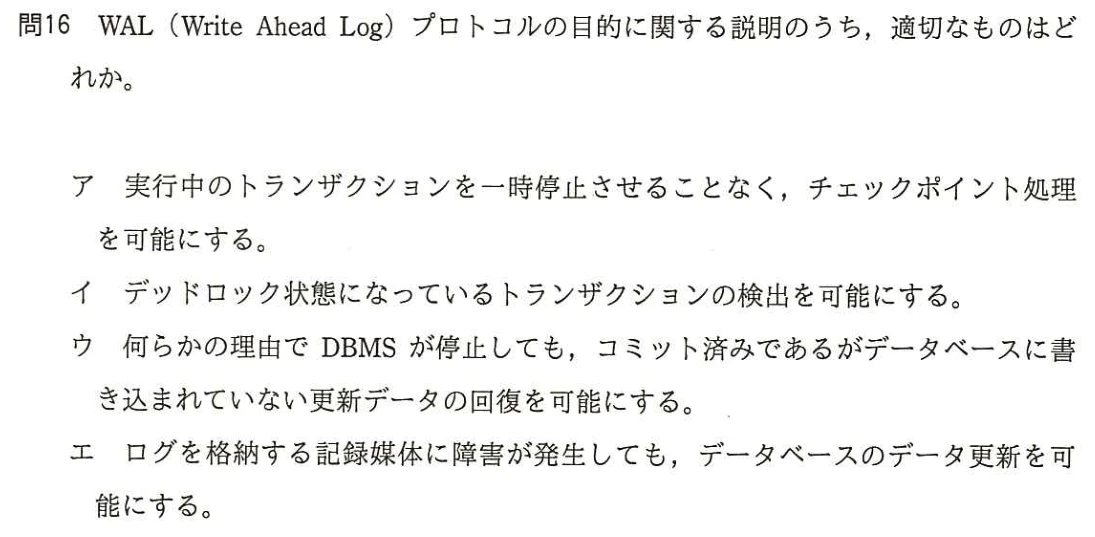 問16 WAL（Write Ahead Log）プロトコルの目的に関する説明のうち，適切なものはど
れか。
ア 実行中のトランザクションを一時停止させることなく，チェックポイント処理
を可能にする。
イ デッドロック状態になっているトランザクションの検出を可能にする。
ウ 何らかの理由で DBMS が停止しても，コミット済みであるがデータベースに書
き込まれていない更新データの回復を可能にする。
エ ログを格納する記録媒体に障害が発生しても，データベースのデータ更新を可
能にする。